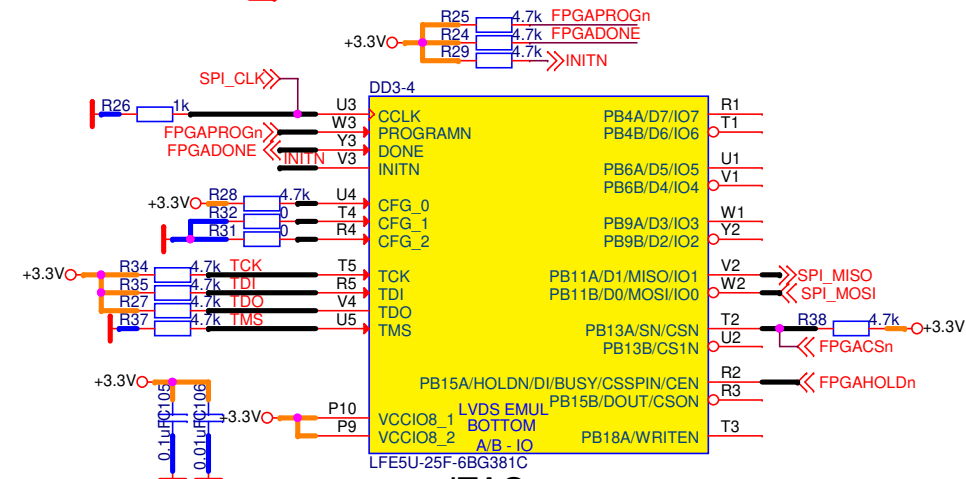 R25 4.7k FPGAPROGn
R24 4.7k FPGADONE
+3.3V
R29 4.7k INITN
SPI_CLK
DD3-4
R26 1k U3 CCLK PB4A/D7/IO7 R1
FPGAPROGn W3 PROGRAMN PB4B/D6/IO6 T1
FPGADONE Y3 DONE
INITN V3 INITN PB6A/D5/IO5 U1
PB6B/D4/IO4 V1
+3.3V R28 4.7k U4 CFG_0
R32 0 T4 CFG_1 PB9A/D3/IO3 W1
R31 0 R4 CFG_2 PB9B/D2/IO2 Y2
+3.3V R34 4.7k TCK T5 TCK PB11A/D1/MISO/IO1 V2 SPI_MISO
R35 4.7k TDI R5 TDI PB11B/D0/MOSI/IO0 W2 SPI_MOSI
R27 4.7k TDO V4 TDO
R37 4.7k TMS U5 TMS PB13A/SN/CSN T2 R38 4.7k +3.3V
PB13B/CS1N U2 FPGACSn
+3.3V PB15A/HOLDN/DI/BUSY/CSSPIN/CEN R2 FPGAHOLDn
PB15B/DOUT/CSON R3
0.1uF C105
0.01uF C106
+3.3V P10 VCCIO8_1
P9 VCCIO8_2 PB18A/WRITEN T3
LVDS EMUL
BOTTOM
A/B - IO
LFE5U-25F-6BG381C